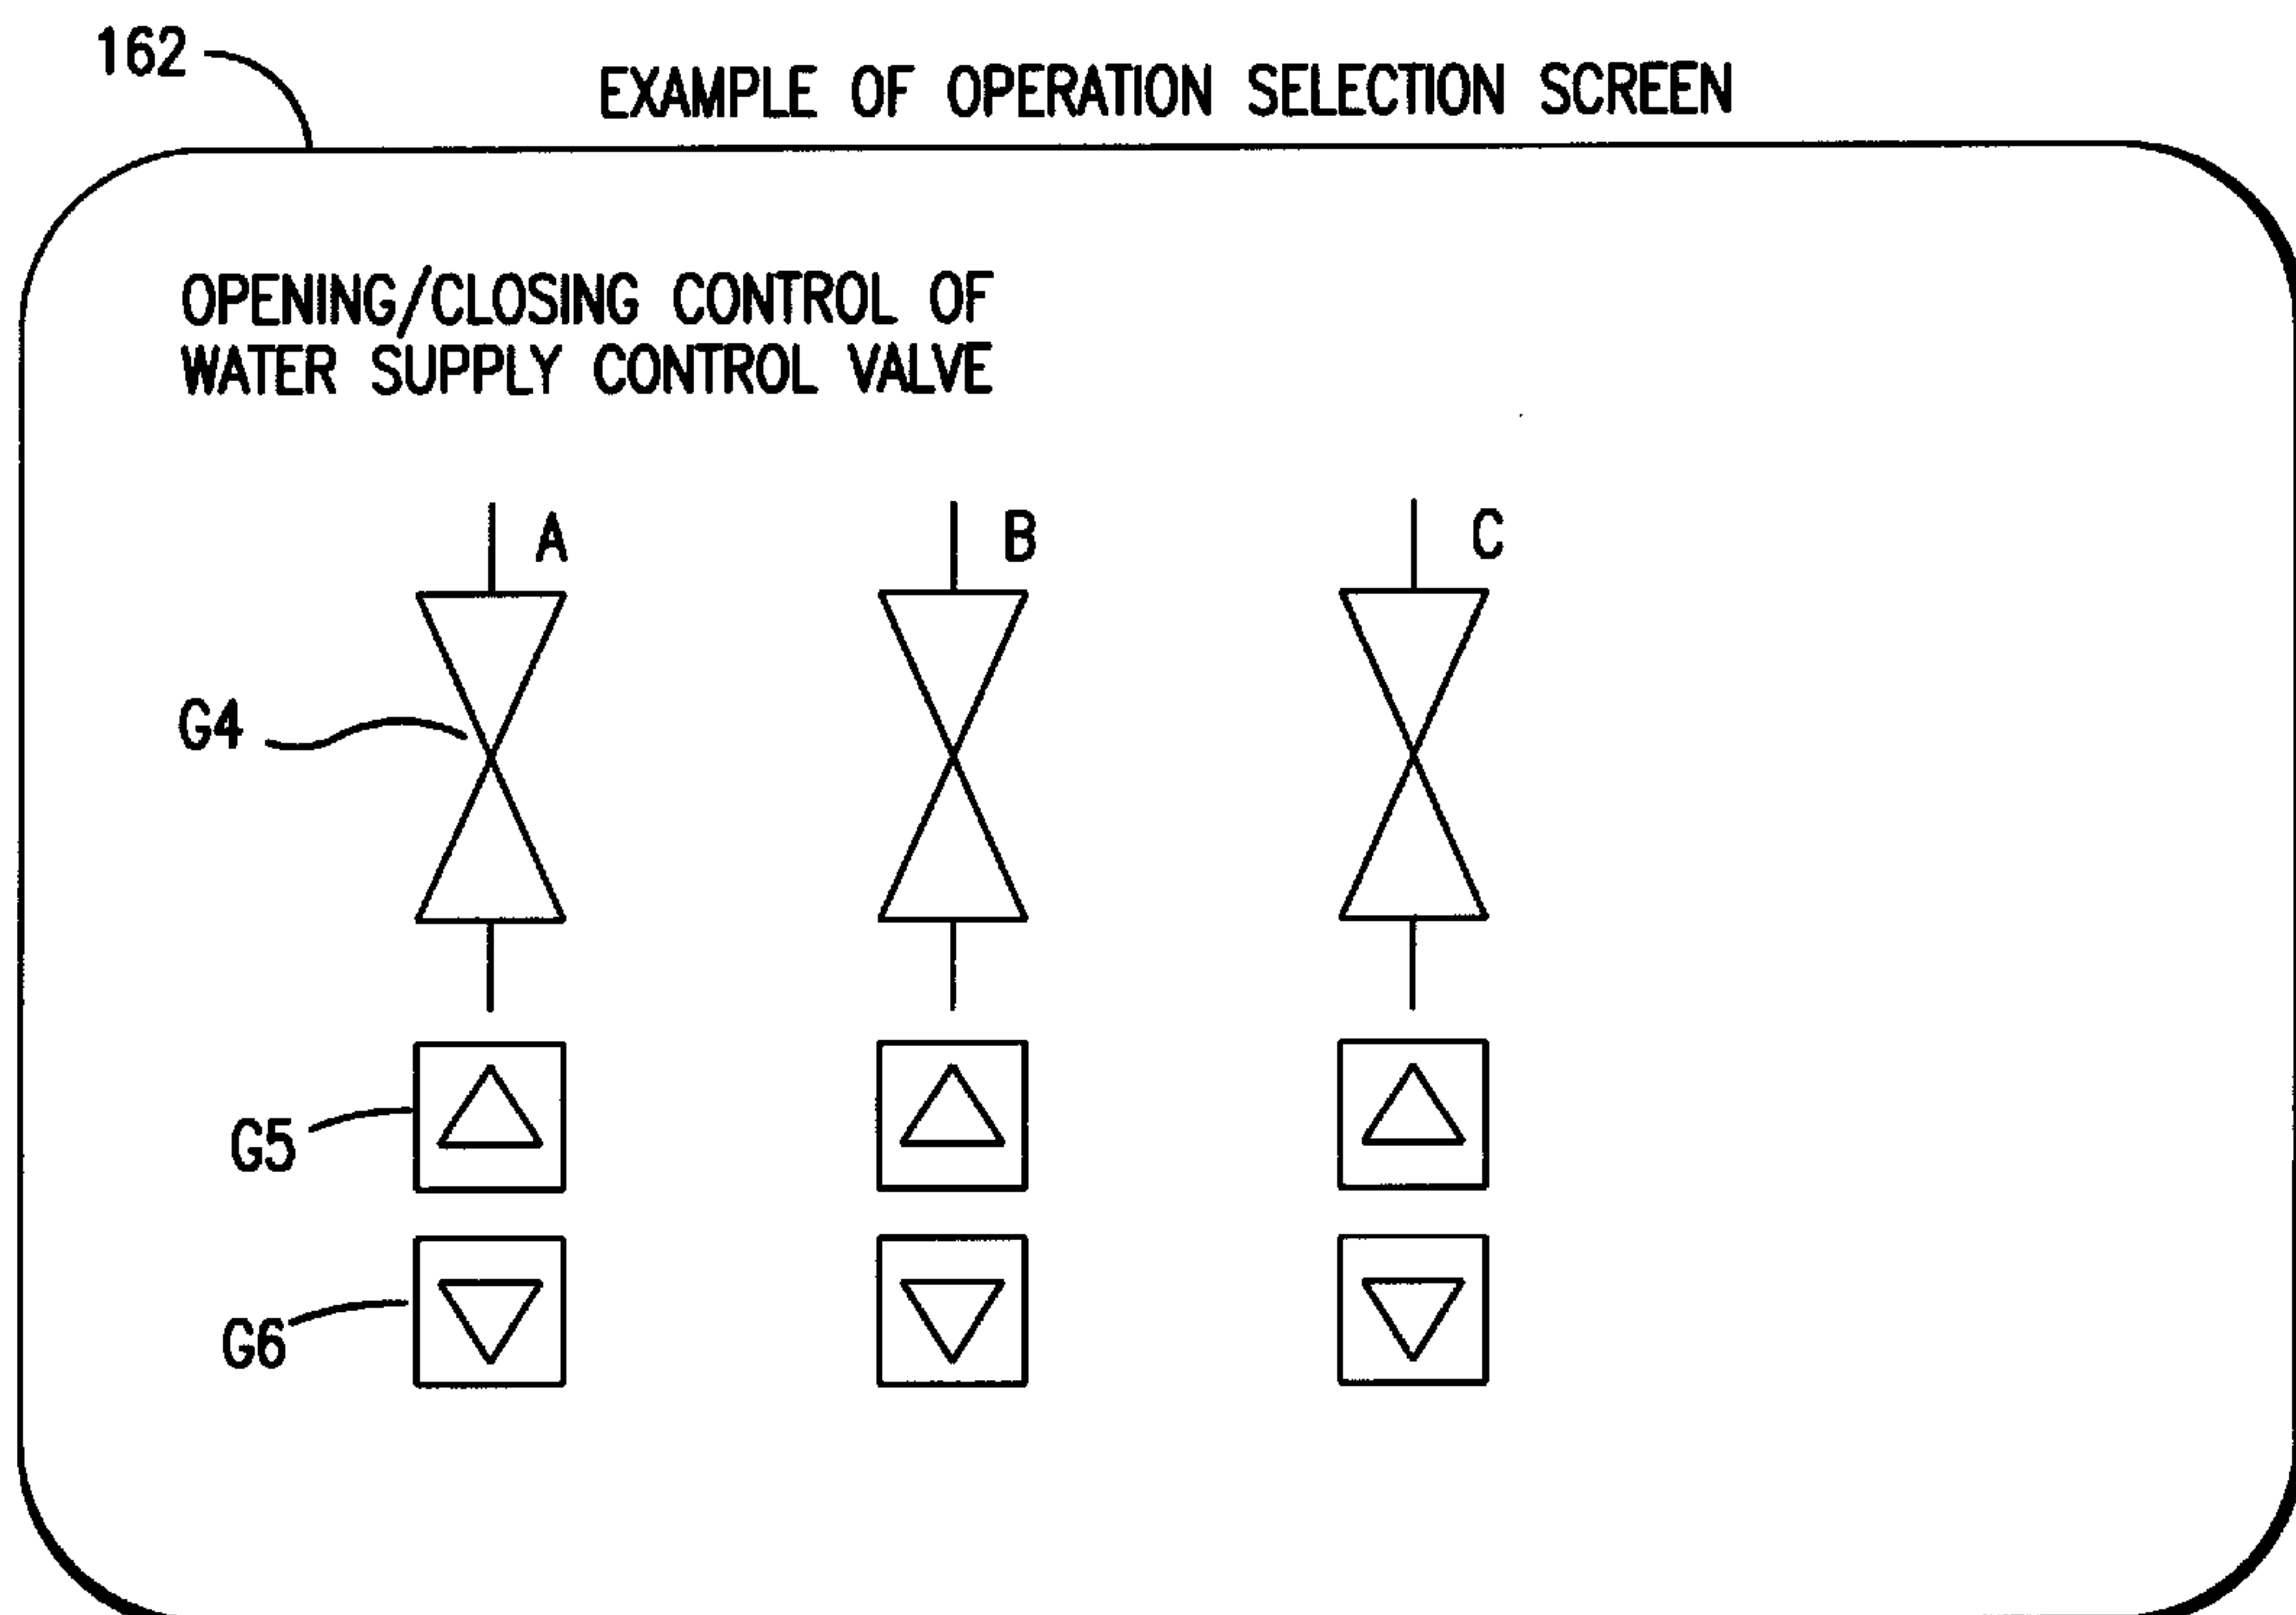 162
EXAMPLE OF OPERATION SELECTION SCREEN
OPENING/CLOSING CONTROL OF
WATER SUPPLY CONTROL VALVE
A
B
C
G4
G5
G6